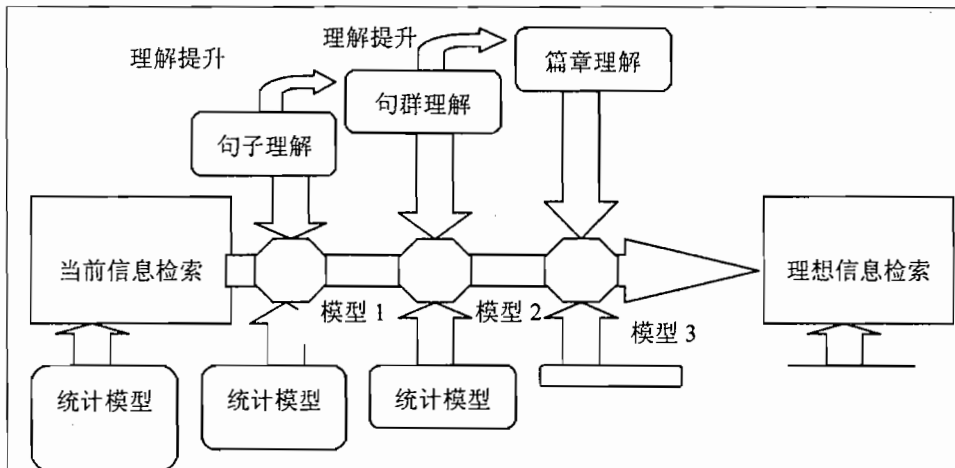 理解提升
理解提升
篇章理解
句群理解
句子理解
当前信息检索
理想信息检索
模型 1
模型 2
模型 3
统计模型
统计模型
统计模型